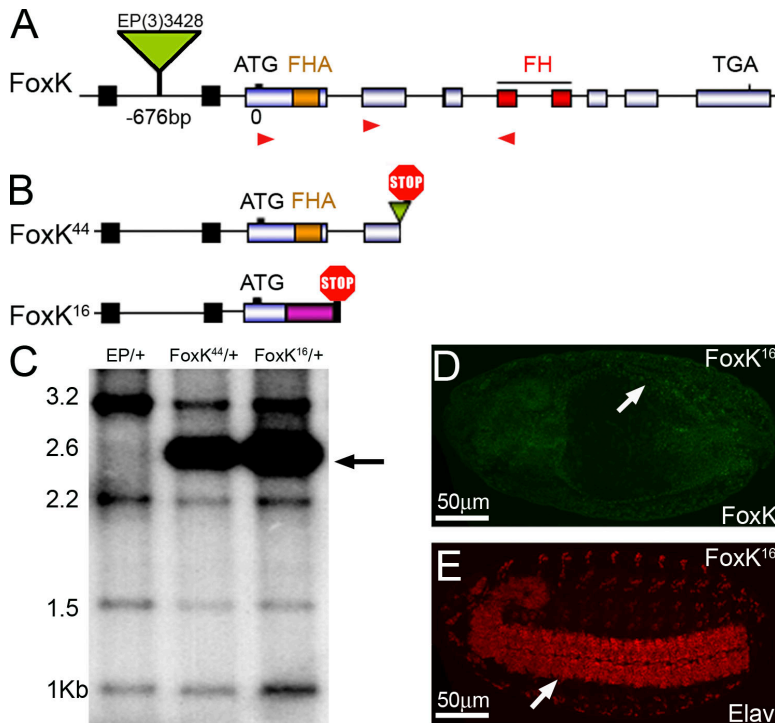 A
EP(3)3428
FoxK
ATG FHA
FH
TGA
-676bp
0
B
STOP
ATG FHA
FoxK44
STOP
ATG
FoxK16
C
EP/+ FoxK44/+ FoxK16/+
3.2
2.6
2.2
1.5
1Kb
D
FoxK16
50μm
FoxK
E
FoxK16
50μm
Elav